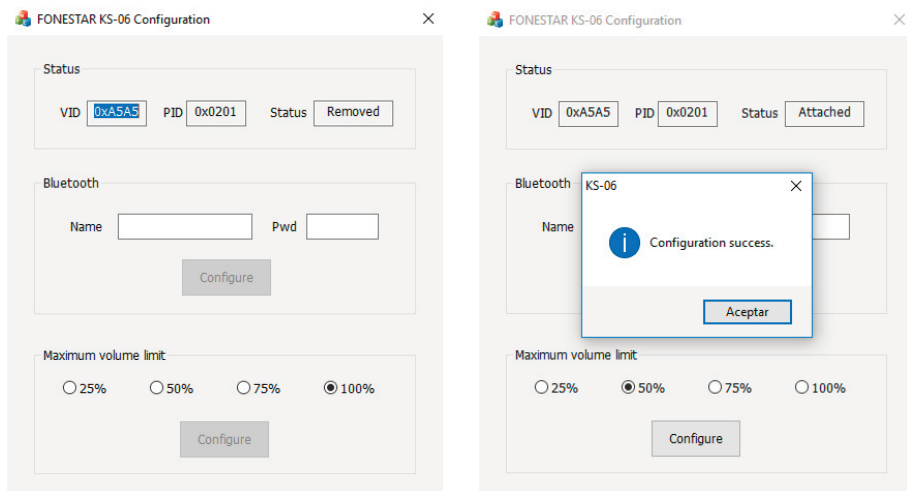 FONESTAR KS-06 Configuration
Status
VID 0xA5A5 PID 0x0201 Status Removed
Bluetooth
Name Pwd
Configure
Maximum volume limit
25% 50% 75% 100%
Configure
FONESTAR KS-06 Configuration
Status
VID 0xA5A5 PID 0x0201 Status Attached
Bluetooth
Name
KS-06
Configuration success.
Aceptar
Maximum volume limit
25% 50% 75% 100%
Configure